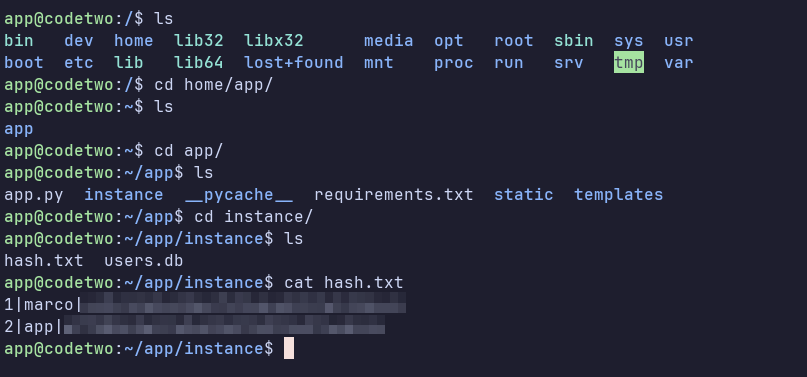 app@codetwo:/$ ls
bin   dev  home  lib32  libx32      media  opt   root  sbin  sys  usr
boot  etc  lib   lib64  lost+found  mnt    proc  run   srv   tmp  var
app@codetwo:/$ cd home/app/
app@codetwo:~$ ls
app
app@codetwo:~$ cd app/
app@codetwo:~/app$ ls
app.py  instance  __pycache__  requirements.txt  static  templates
app@codetwo:~/app$ cd instance/
app@codetwo:~/app/instance$ ls
hash.txt  users.db
app@codetwo:~/app/instance$ cat hash.txt
1|marco|
2|app|
app@codetwo:~/app/instance$